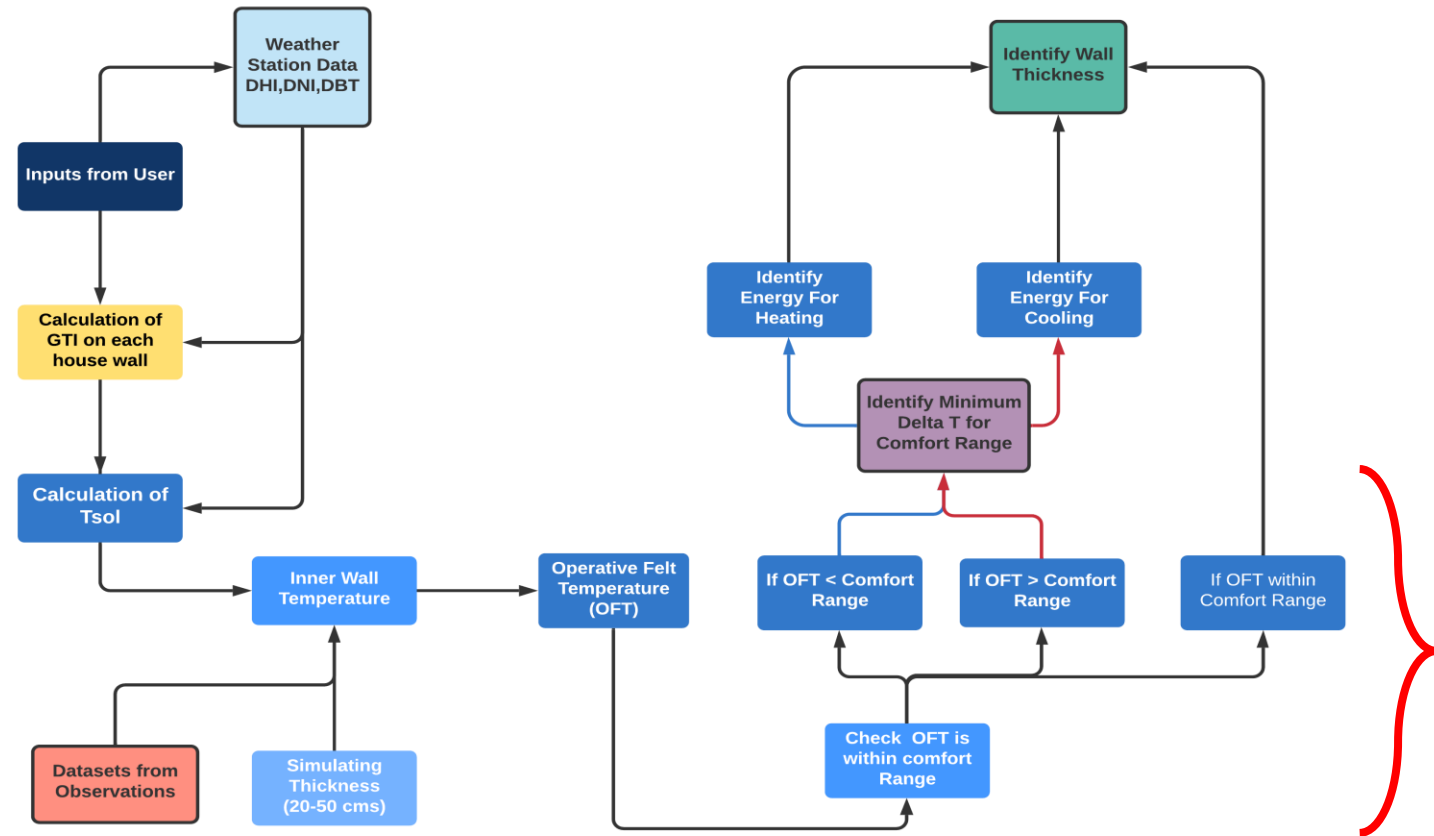 Weather
Station Data
DHI,DNI,DBT
Inputs from User
Calculation of
GTI on each
house wall
Calculation of
Tsol
Inner Wall
Temperature
Datasets from
Observations
Simulating
Thickness
(20-50 cms)
Operative Felt
Temperature
(OFT)
Check OFT is
within comfort
Range
If OFT < Comfort
Range
If OFT > Comfort
Range
If OFT within
Comfort Range
Identify Minimum
Delta T for
Comfort Range
Identify
Energy For
Heating
Identify
Energy For
Cooling
Identify Wall
Thickness